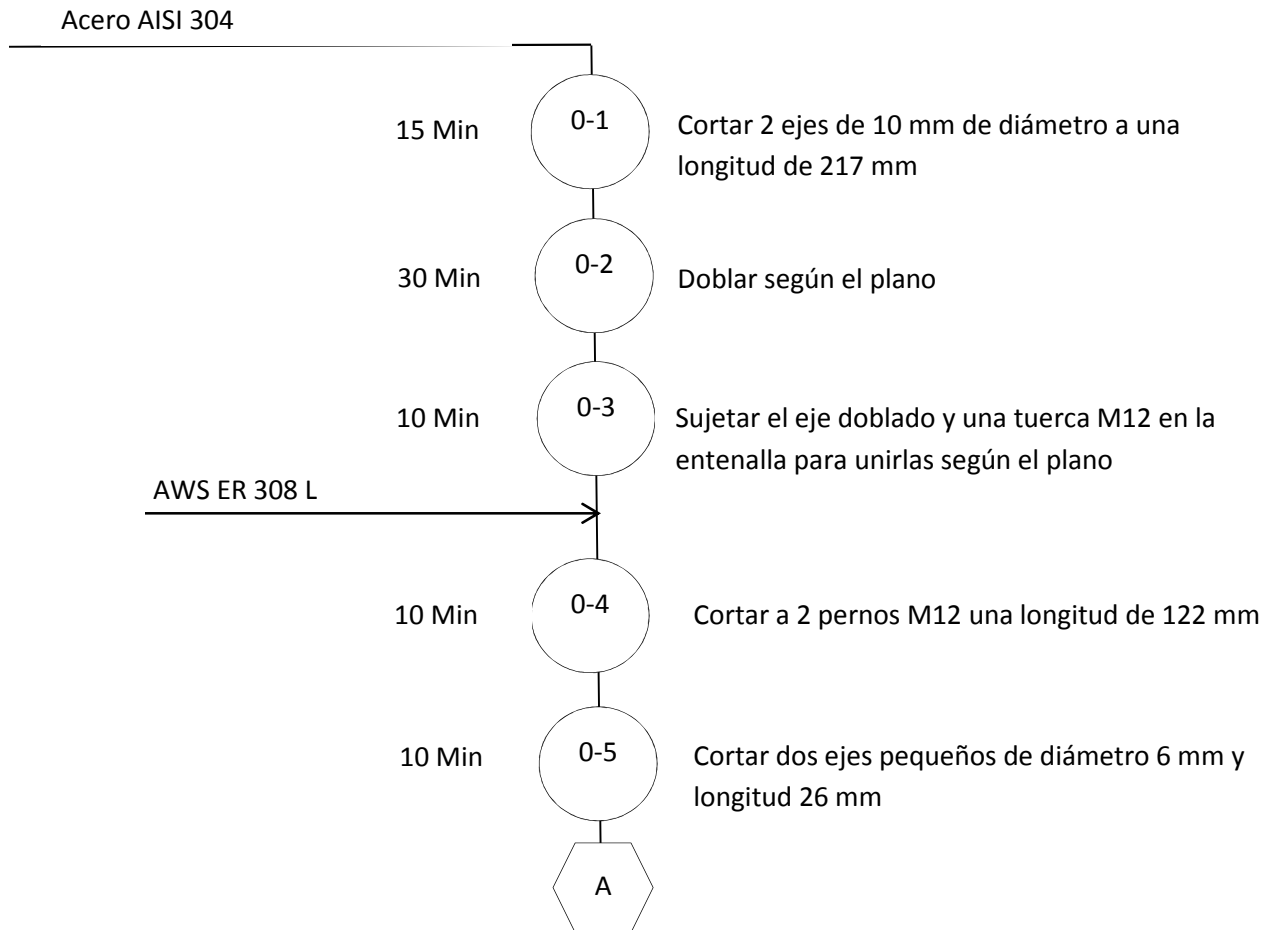 Acero AISI 304
15 Min
0-1
Cortar 2 ejes de 10 mm de diámetro a una
longitud de 217 mm
30 Min
0-2
Doblar según el plano
10 Min
0-3
Sujetar el eje doblado y una tuerca M12 en la
entenalla para unirlas según el plano
AWS ER 308 L
10 Min
0-4
Cortar a 2 pernos M12 una longitud de 122 mm
10 Min
0-5
Cortar dos ejes pequeños de diámetro 6 mm y
longitud 26 mm
A